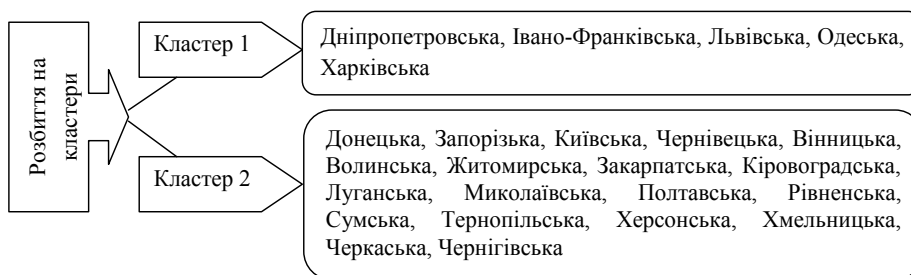 Розбиття на
кластери
Кластер 1
Дніпропетровська, Івано-Франківська, Львівська, Одеська,
Харківська
Кластер 2
Донецька, Запорізька, Київська, Чернівецька, Вінницька,
Волинська, Житомирська, Закарпатська, Кіровоградська,
Луганська, Миколаївська, Полтавська, Рівненська,
Сумська, Тернопільська, Херсонська, Хмельницька,
Черкаська, Чернігівська